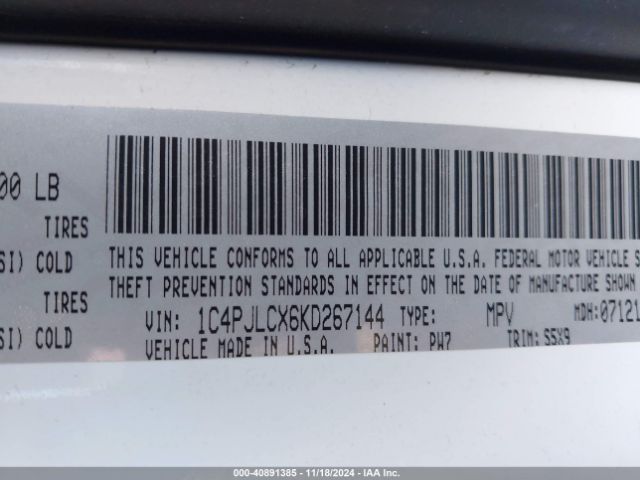 00 LB
TIRES
SI) COLD
TIRES
SI) COLD
THIS VEHICLE CONFORMS TO ALL APPLICABLE U.S.A. FEDERAL MOTOR VEHICLE S
THEFT PREVENTION STANDARDS IN EFFECT ON THE DATE OF MANUFACTURE SHOWN
VIN: 1C4PJLCX6KD267144 TYPE: MPV MDH:07121
VEHICLE MADE IN U.S.A. PAINT: PW7 TRIM: S5X9
000-40891385 - 11/18/2024 - IAA Inc.